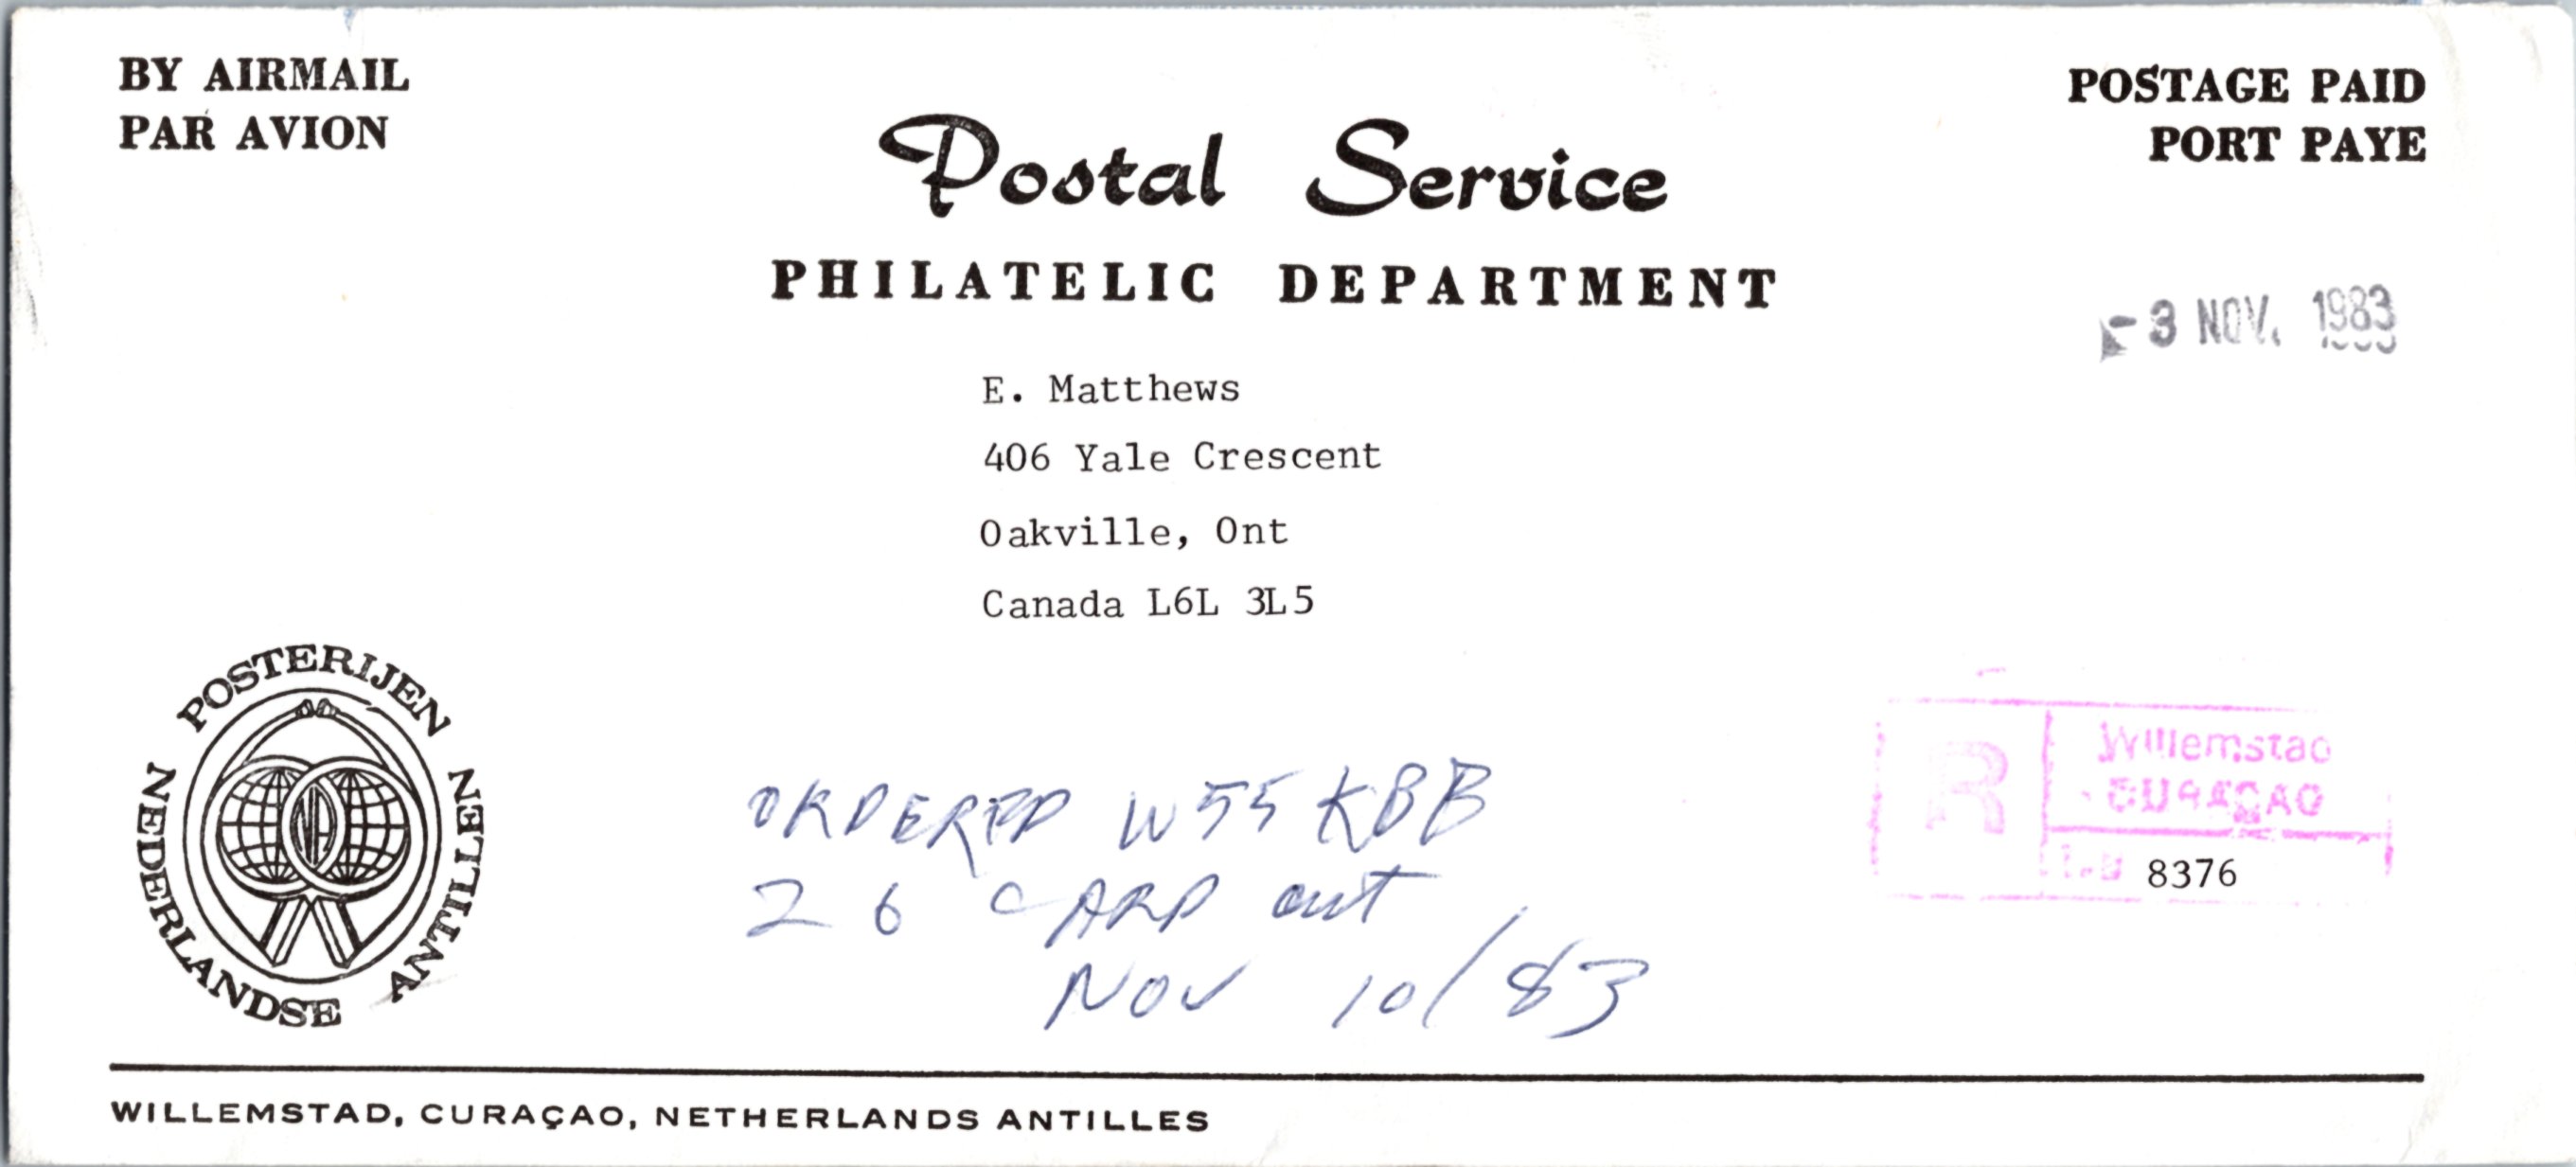 BY AIRMAIL
PAR AVION
POSTAGE PAID
PORT PAYE
Postal Service
PHILATELIC DEPARTMENT
-3 NOV. 1983
E. Matthews
406 Yale Crescent
Oakville, Ont
Canada L6L 3L5
POSTERIJEN
NEDERLANDSE ANTILLEN
NA
R
Willemstad
CURAÇAO
8376
ORDERED W55 KBB
26 CARD out
NOV 10/83
WILLEMSTAD, CURAÇAO, NETHERLANDS ANTILLES